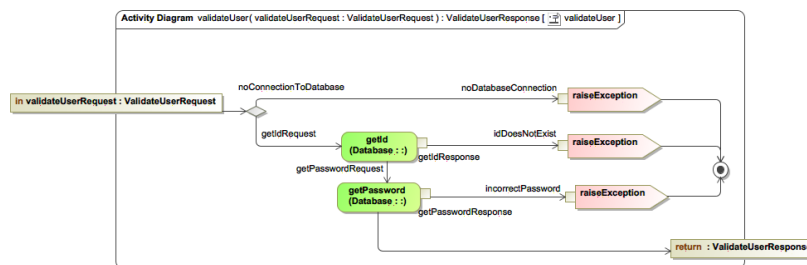 Activity Diagram validateUser( validateUserRequest : ValidateUserRequest ) : ValidateUserResponse [ validateUser ]
noConnectionToDatabase
noDatabaseConnection
raiseException
in validateUserRequest : ValidateUserRequest
getIdRequest
getId
(Database : :)
idDoesNotExist
raiseException
getIdResponse
getPasswordRequest
getPassword
(Database : :)
incorrectPassword
raiseException
getPasswordResponse
return : ValidateUserResponse